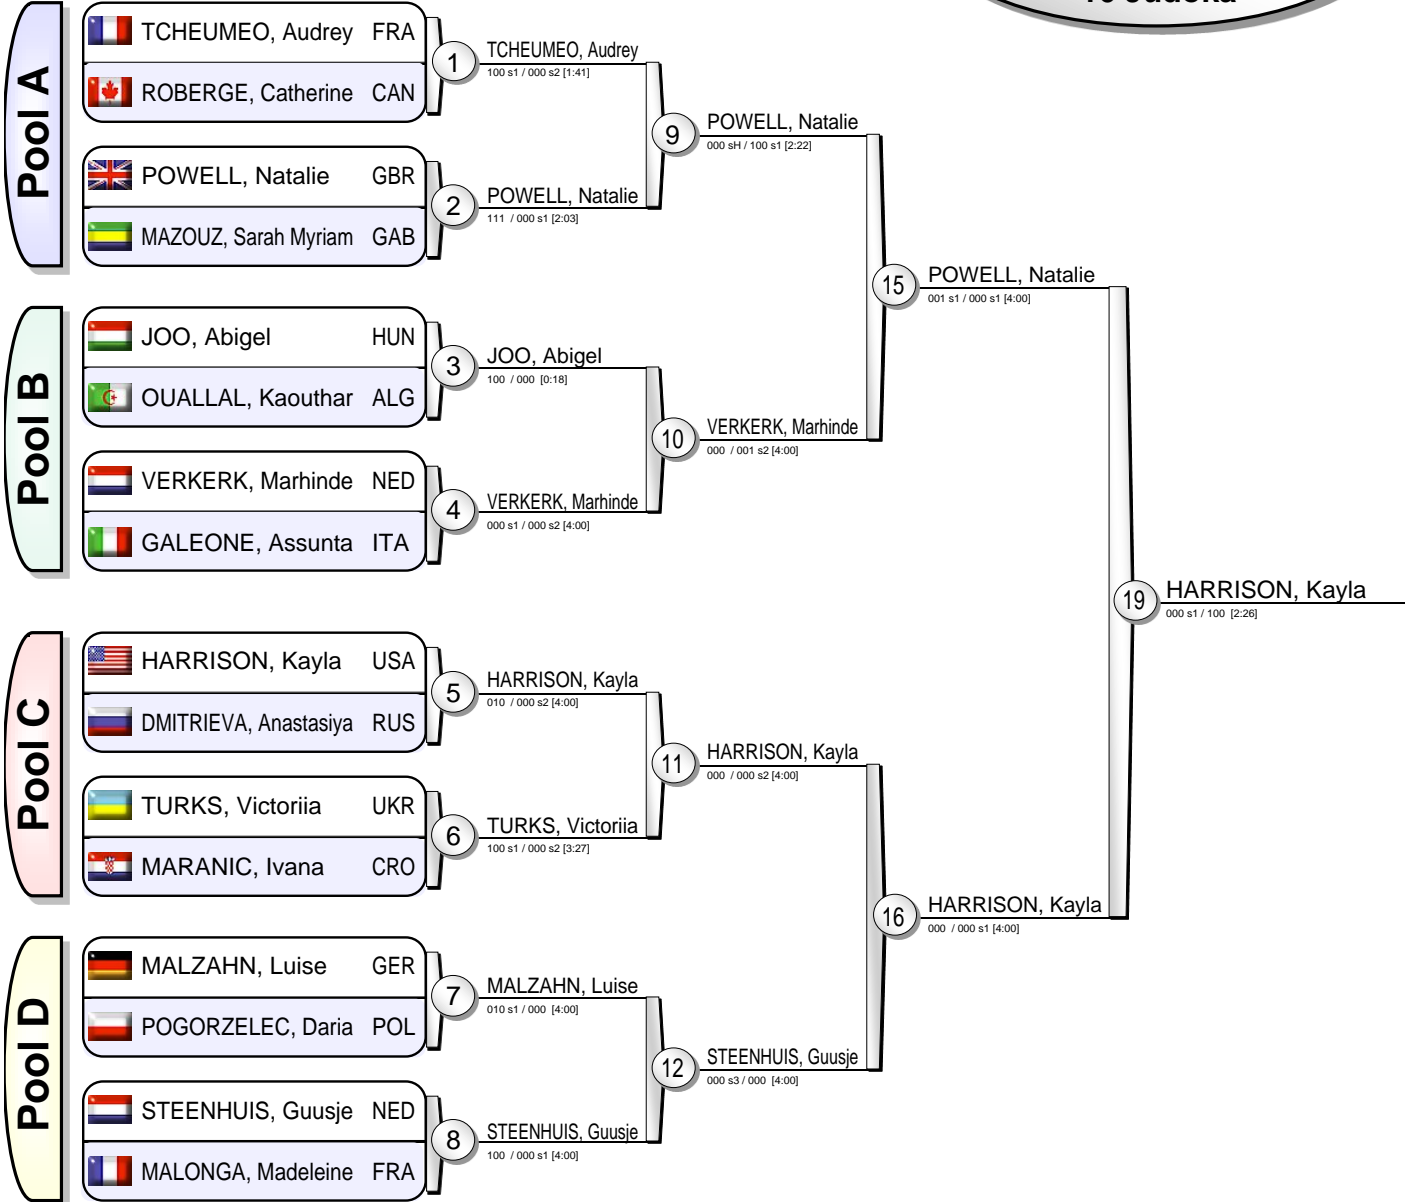 16 Judoka
Pool A
TCHEUMEO, Audrey FRA
ROBERGE, Catherine CAN
POWELL, Natalie GBR
MAZOUZ, Sarah Myriam GAB
Pool B
JOO, Abigel HUN
OUALLAL, Kaouthar ALG
VERKERK, Marhinde NED
GALEONE, Assunta ITA
Pool C
HARRISON, Kayla USA
DMITRIEVA, Anastasiya RUS
TURKS, Victoriia UKR
MARANIC, Ivana CRO
Pool D
MALZAHN, Luise GER
POGORZELEC, Daria POL
STEENHUIS, Guusje NED
MALONGA, Madeleine FRA
1
TCHEUMEO, Audrey
100 s1 / 000 s2 [1:41]
2
POWELL, Natalie
111 / 000 s1 [2:03]
3
JOO, Abigel
100 / 000 [0:18]
4
VERKERK, Marhinde
000 s1 / 000 s2 [4:00]
5
HARRISON, Kayla
010 / 000 s2 [4:00]
6
TURKS, Victoriia
100 s1 / 000 s2 [3:27]
7
MALZAHN, Luise
010 s1 / 000 [4:00]
8
STEENHUIS, Guusje
100 / 000 s1 [4:00]
9
POWELL, Natalie
000 sH / 100 s1 [2:22]
10
VERKERK, Marhinde
000 / 001 s2 [4:00]
11
HARRISON, Kayla
000 / 000 s2 [4:00]
12
STEENHUIS, Guusje
000 s3 / 000 [4:00]
15
POWELL, Natalie
001 s1 / 000 s1 [4:00]
16
HARRISON, Kayla
000 / 000 s1 [4:00]
19
HARRISON, Kayla
000 s1 / 100 [2:26]